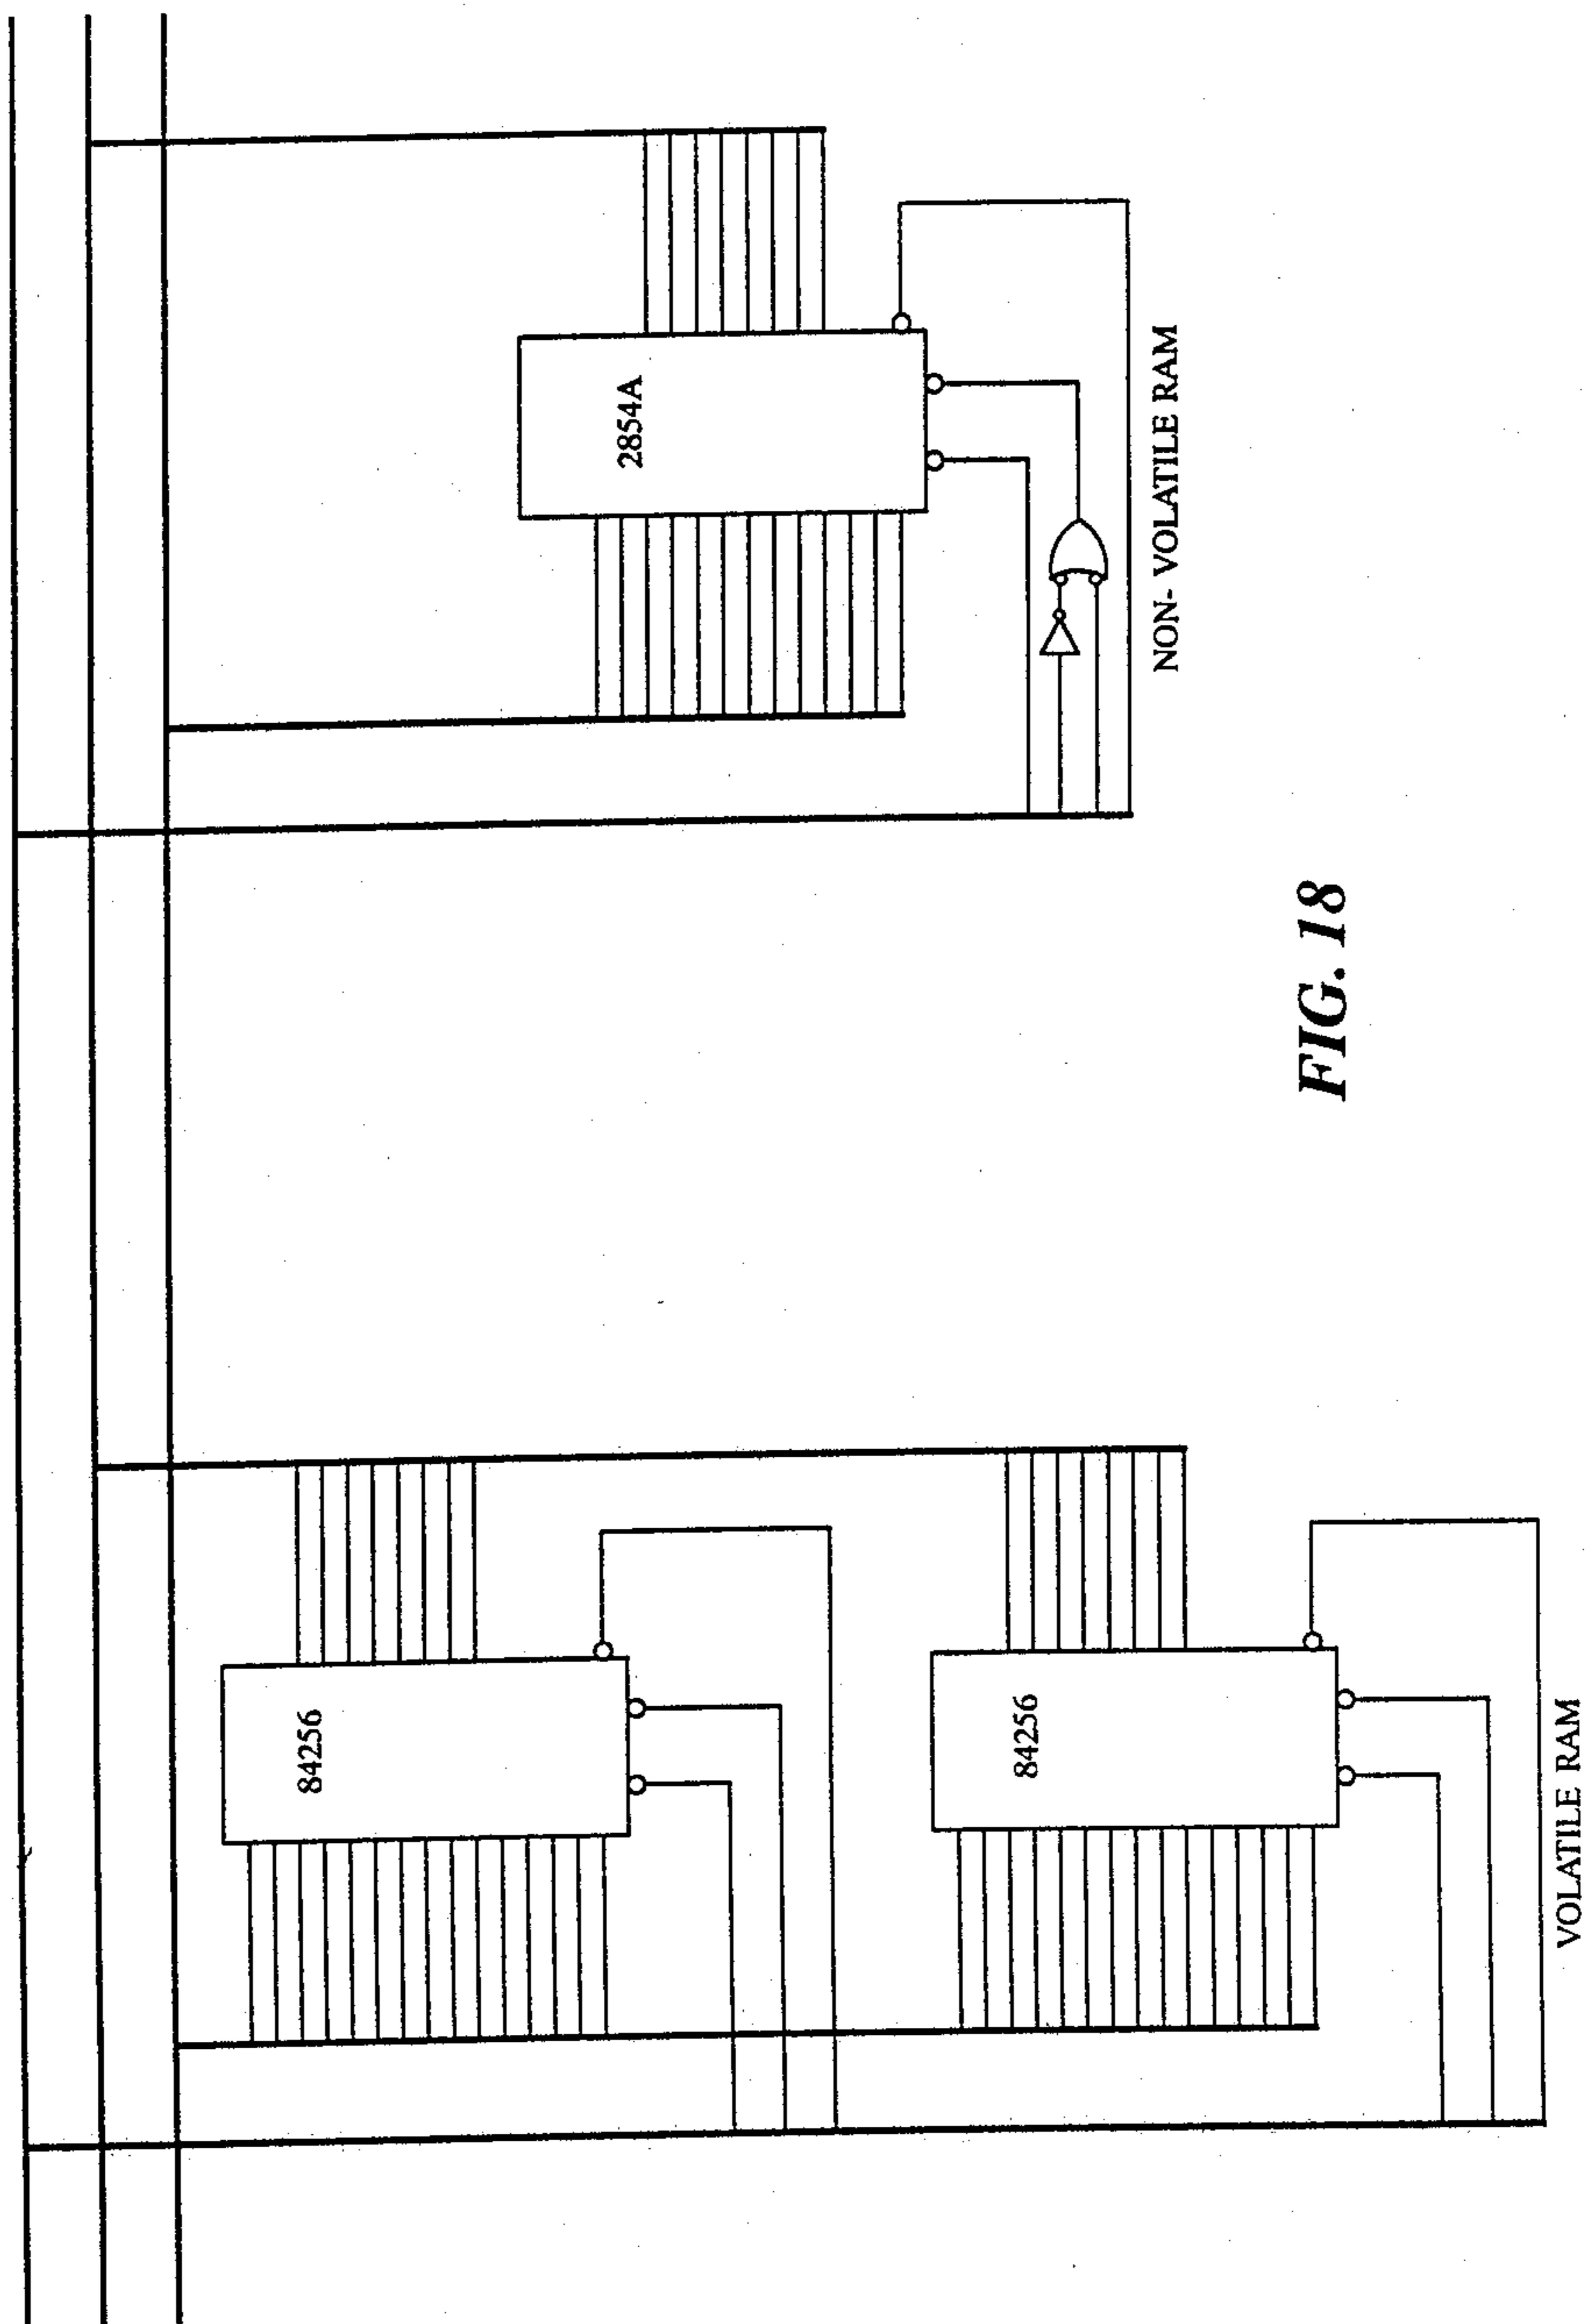 84256
84256
VOLATILE RAM
2854A
NON- VOLATILE RAM
FIG. 18